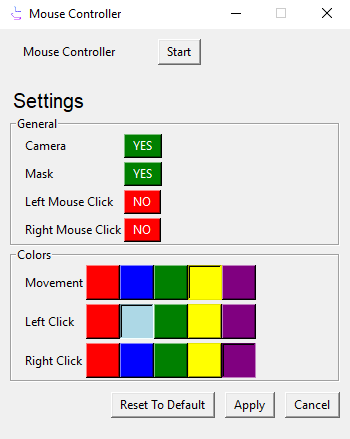 Mouse Controller
Mouse Controller Start
Settings
General
Camera YES
Mask YES
Left Mouse Click NO
Right Mouse Click NO
Colors
Movement
Left Click
Right Click
Reset To Default Apply Cancel